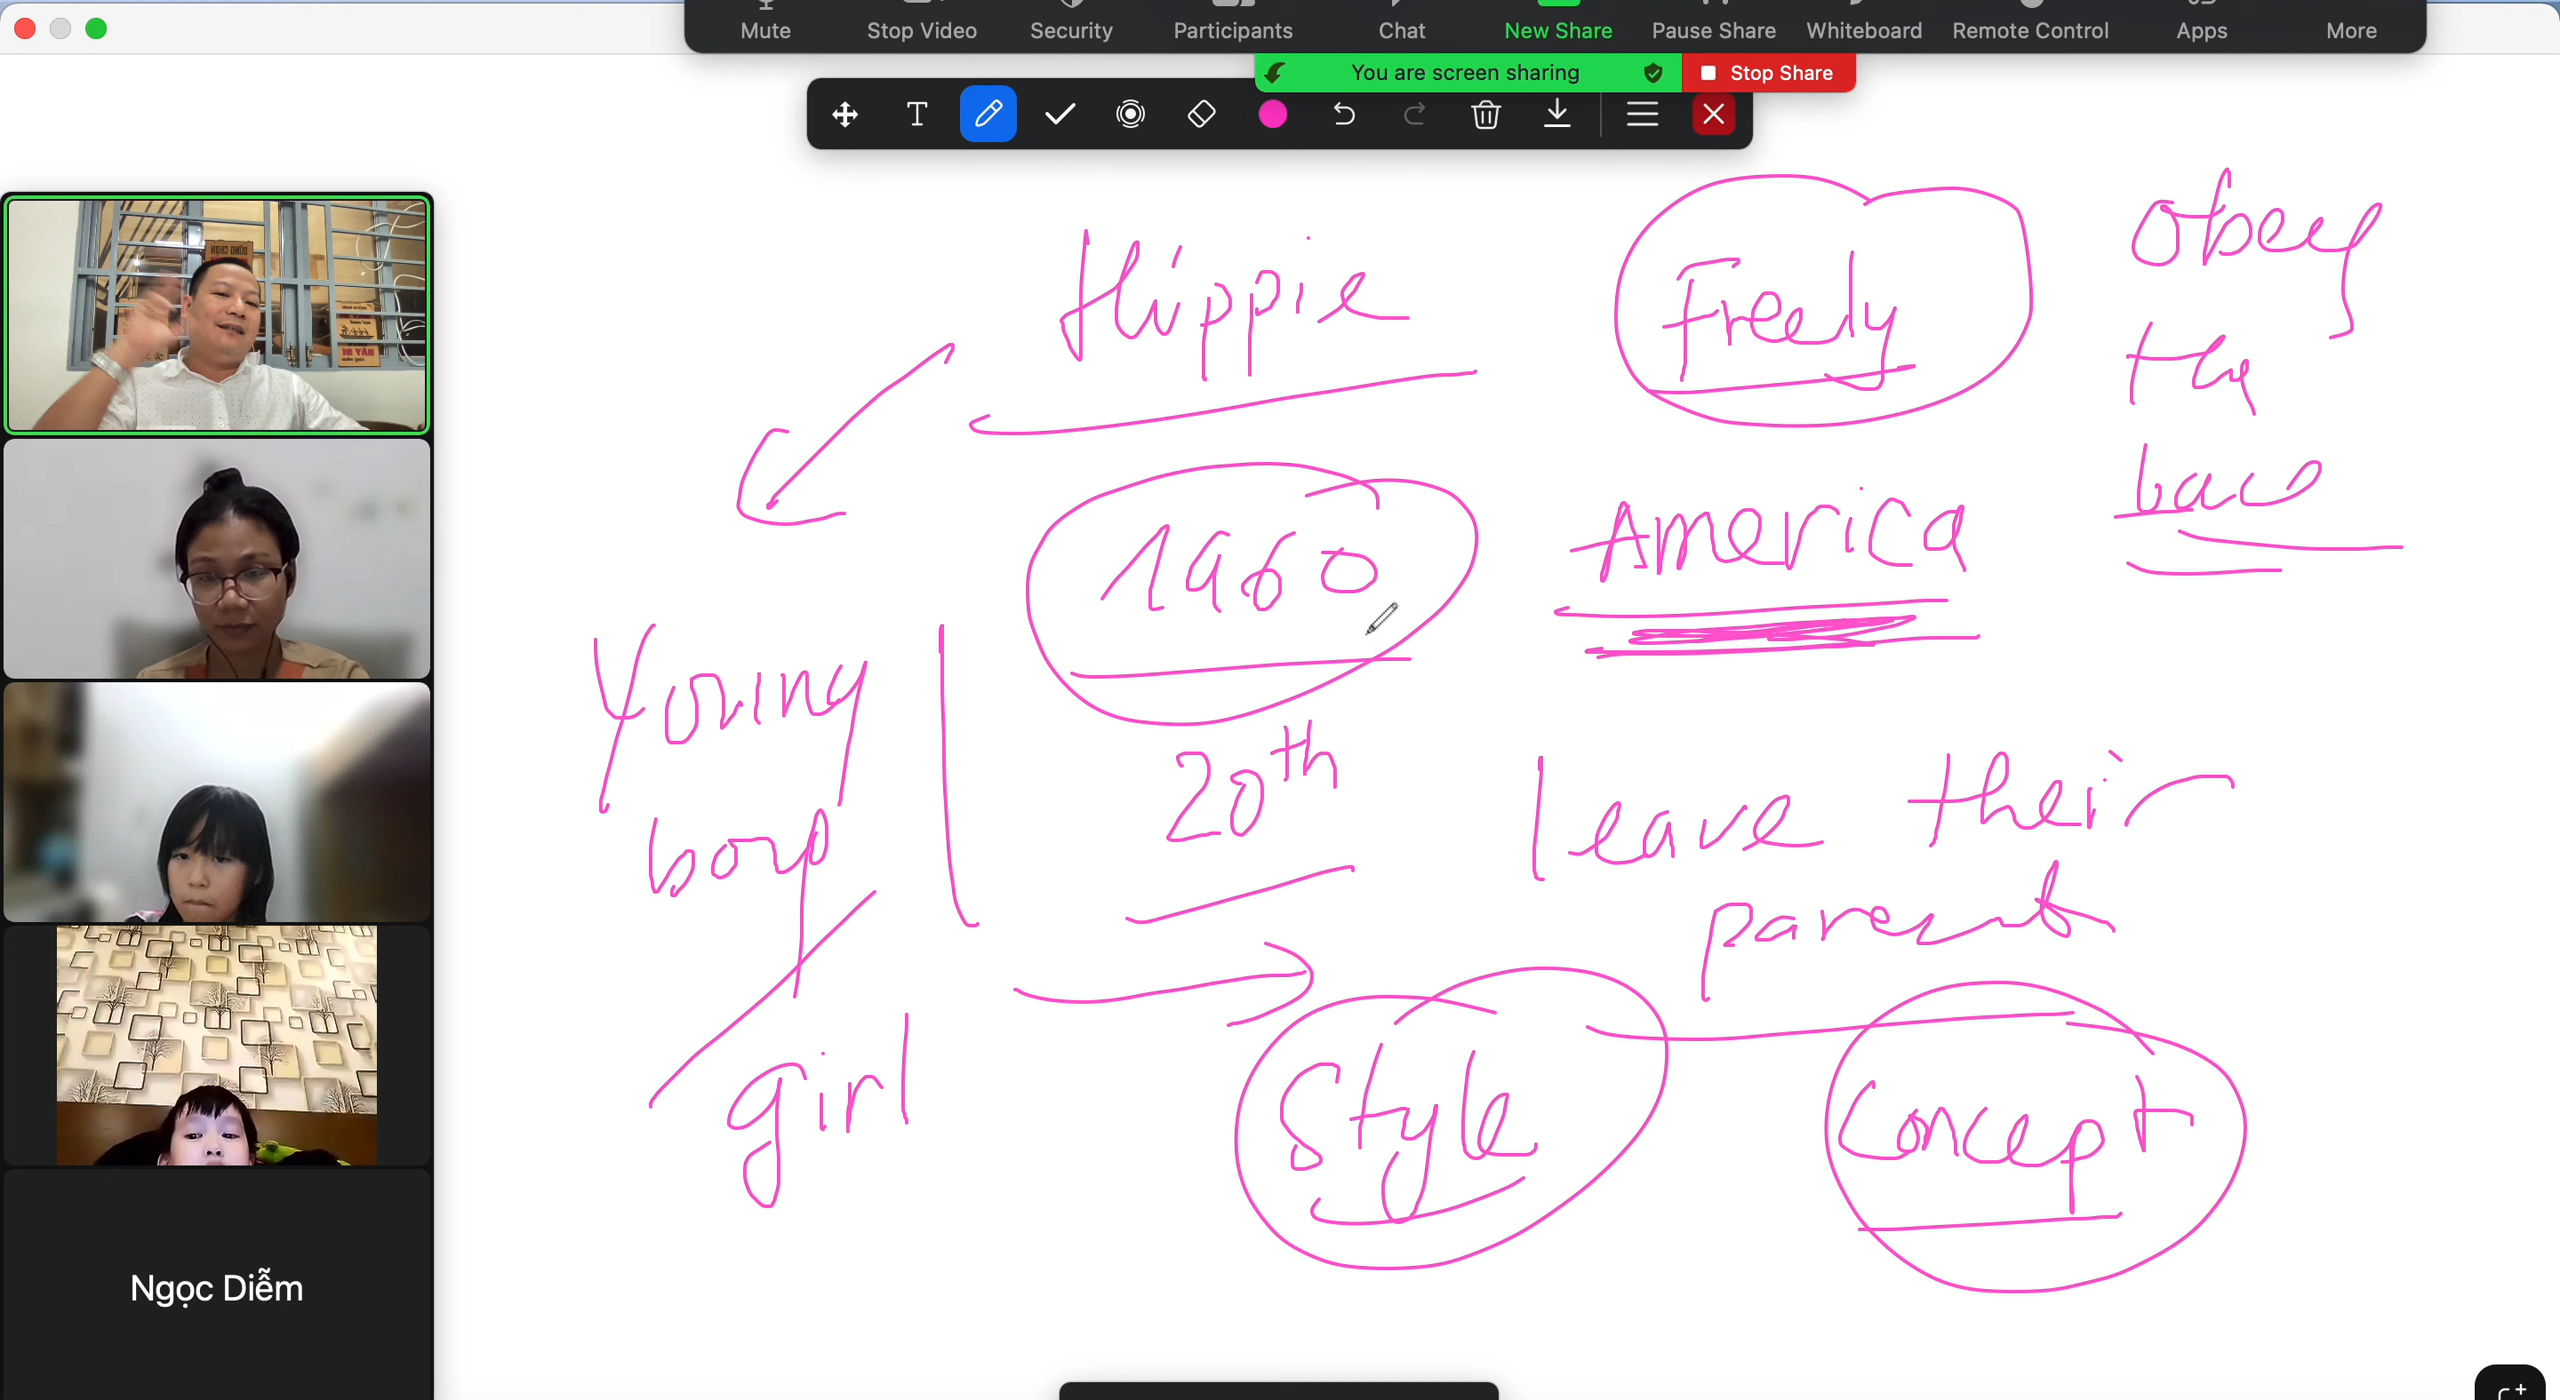 Mute Stop Video Security Participants Chat New Share Pause Share Whiteboard Remote Control Apps More
You are screen sharing Stop Share
T
Hippie
Freely
obey
the
1960
America
Young
boy
girl
20th
leave their
parents
Style
Concept
Ngọc Diễm